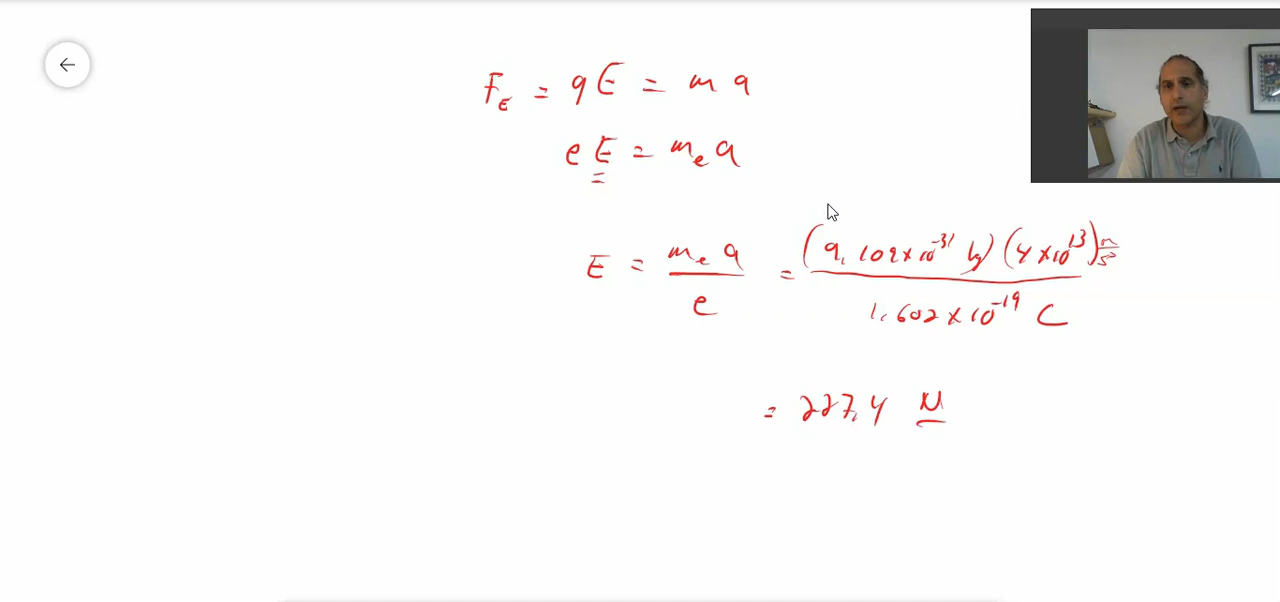 F_E = qE = ma
eE = m_e a
E = m_e a / e = (9.109×10^-31 kg)(4×10^13) m/s² / 1.602×10^-19 C
= 227.4 N